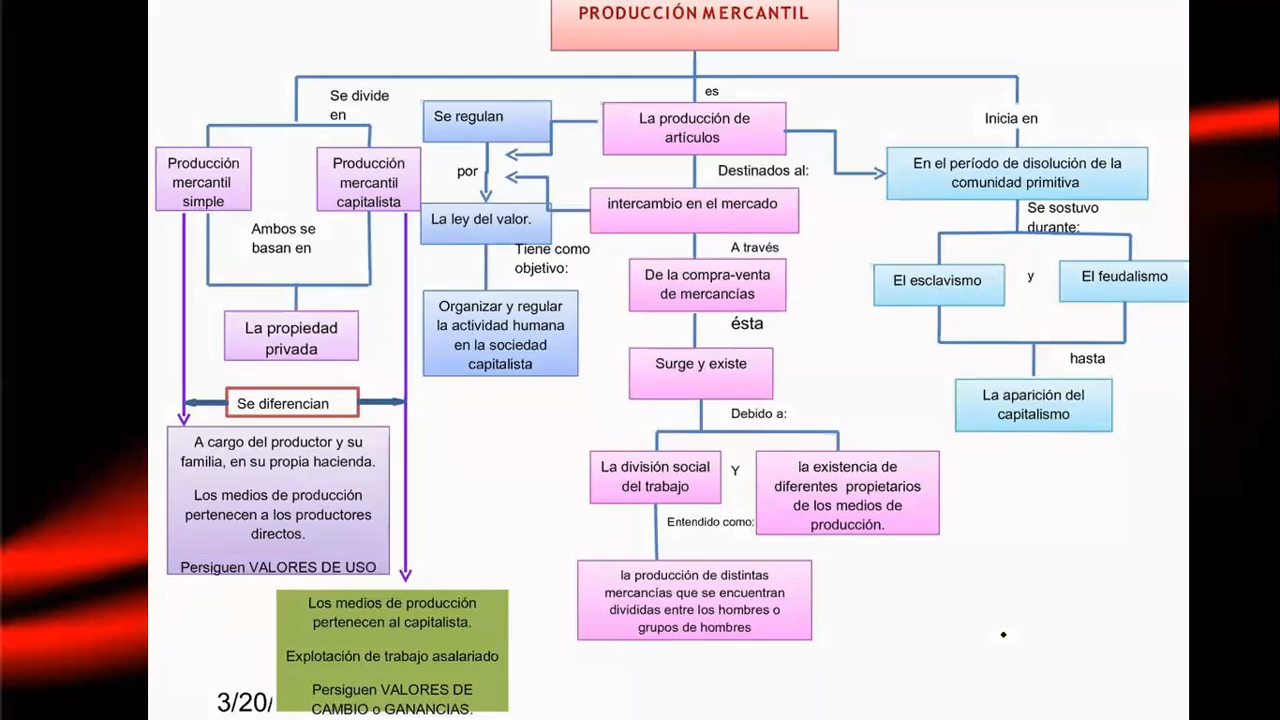 PRODUCCIÓN MERCANTIL
Se divide
en
Producción
mercantil
simple
Producción
mercantil
capitalista
Ambos se
basan en
La propiedad
privada
Se diferencian
A cargo del productor y su
familia, en su propia hacienda.
Los medios de producción
pertenecen a los productores
directos.
Persiguen VALORES DE USO
Los medios de producción
pertenecen al capitalista.
Explotación de trabajo asalariado
Persiguen VALORES DE
CAMBIO o GANANCIAS.
3/20/
Se regulan
por
La ley del valor.
Tiene como
objetivo:
Organizar y regular
la actividad humana
en la sociedad
capitalista
es
La producción de
artículos
Destinados al:
intercambio en el mercado
A través
De la compra-venta
de mercancías
ésta
Surge y existe
Debido a:
La división social
del trabajo
Y
la existencia de
diferentes propietarios
de los medios de
producción.
Entendido como:
la producción de distintas
mercancías que se encuentran
divididas entre los hombres o
grupos de hombres
Inicia en
En el período de disolución de la
comunidad primitiva
Se sostuvo
durante:
El esclavismo
y
El feudalismo
hasta
La aparición del
capitalismo